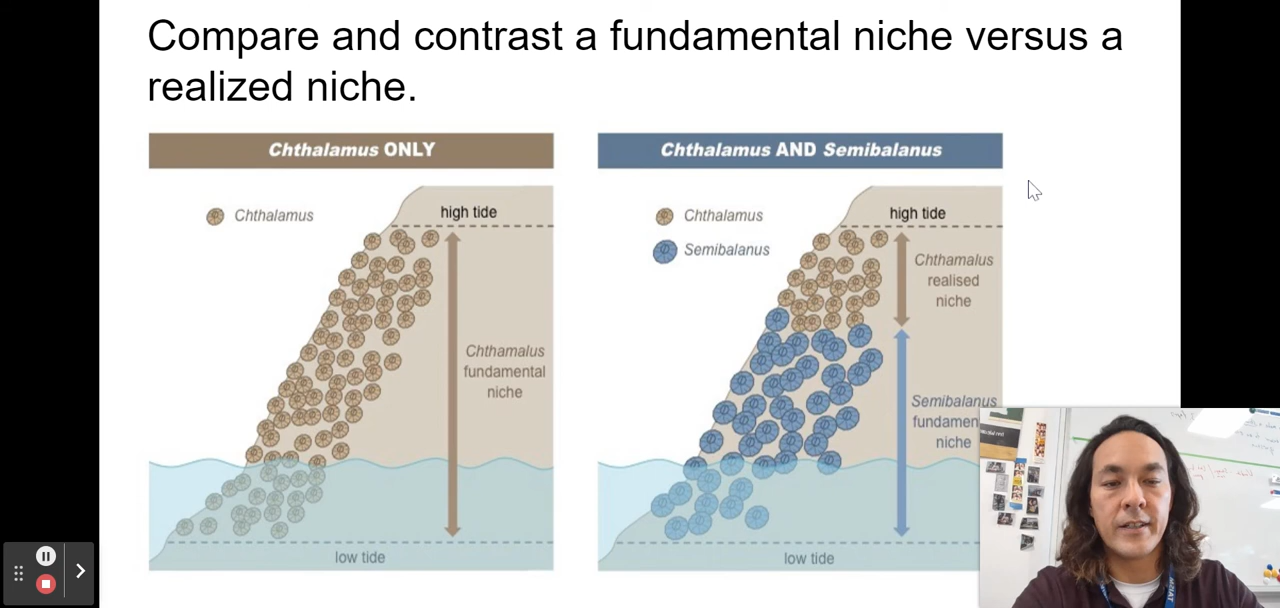 Compare and contrast a fundamental niche versus a
realized niche.
Chthalamus ONLY
Chthalamus
high tide
Chthamalus
fundamental
niche
low tide
Chthalamus AND Semibalanus
Chthalamus
Semibalanus
high tide
Chthamalus
realised
niche
Semibalanus
fundamen
niche
low tide